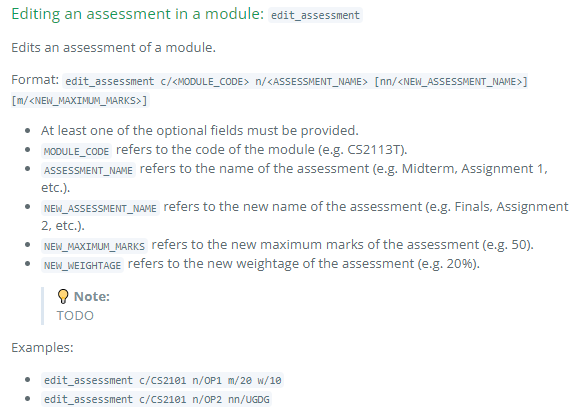 Editing an assessment in a module: edit_assessment
Edits an assessment of a module.
Format: edit_assessment c/<MODULE_CODE> n/<ASSESSMENT_NAME> [nn/<NEW_ASSESSMENT_NAME>]
[m/<NEW_MAXIMUM_MARKS>]
• At least one of the optional fields must be provided.
• MODULE_CODE refers to the code of the module (e.g. CS2113T).
• ASSESSMENT_NAME refers to the name of the assessment (e.g. Midterm, Assignment 1,
etc.).
• NEW_ASSESSMENT_NAME refers to the new name of the assessment (e.g. Finals, Assignment
2, etc.).
• NEW_MAXIMUM_MARKS refers to the new maximum marks of the assessment (e.g. 50).
• NEW_WEIGHTAGE refers to the new weightage of the assessment (e.g. 20%).
💡 Note:
TODO
Examples:
• edit_assessment c/CS2101 n/OP1 m/20 w/10
• edit_assessment c/CS2101 n/OP2 nn/UGDG